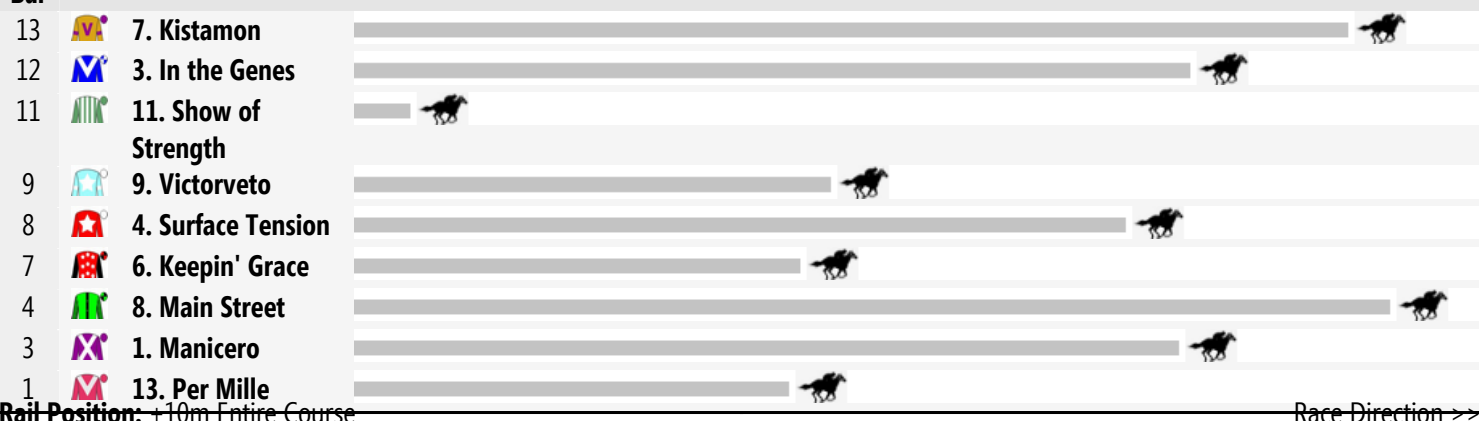 Bar
13 7. Kistamon
12 3. In the Genes
11 11. Show of
Strength
9 9. Victorveto
8 4. Surface Tension
7 6. Keepin' Grace
4 8. Main Street
3 1. Manicero
1 13. Per Mille
Rail Position: +10m Entire Course Race Direction >>